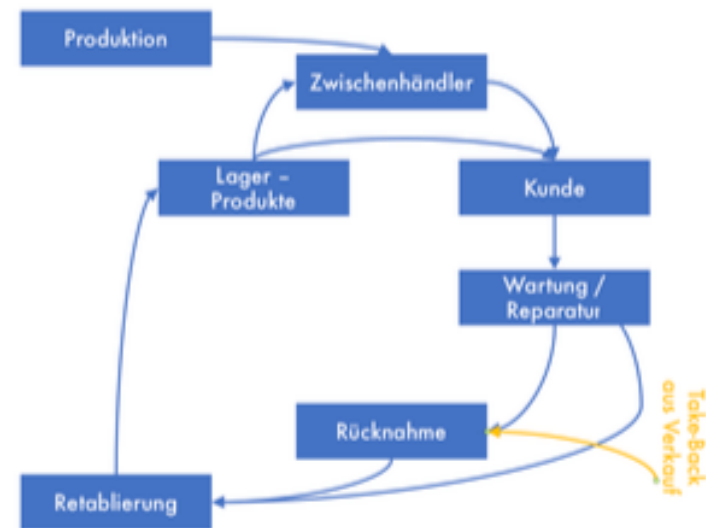 Produktion
Zwischenhändler
Lager –
Produkte
Kunde
Wartung /
Reparatur
Take-Back
aus Verkauf
Rücknahme
Retablierung